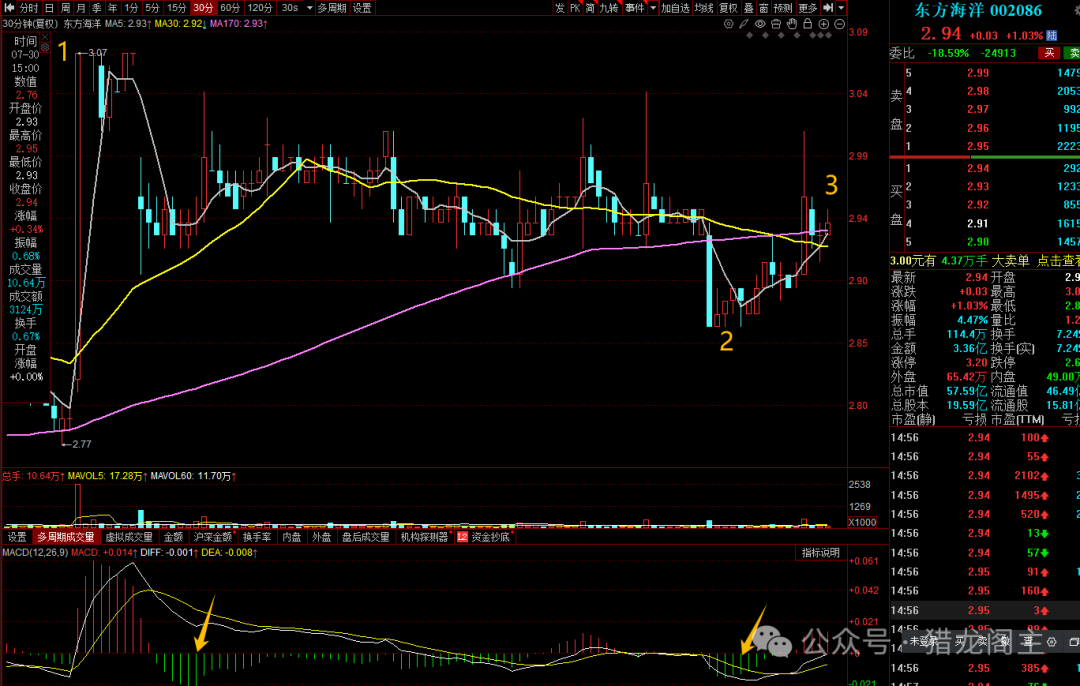 分时 日 周 月 季 年 1分 5分 15分 30分 60分 120分 30s 多周期 设置
发 PK 简 九转 事件 加自选 均线 复权 叠 窗 预测 更多
30分钟(复权) 东方海洋 MA5: 2.93↑ MA30: 2.92↓ MA170: 2.93↑
时间
07-30
15:00
数值
2.76
开盘价
2.93
最高价
2.95
最低价
2.93
收盘价
2.94
涨幅
+0.34%
振幅
0.68%
成交量
10.64万
成交额
3124万
换手
0.67%
开盘
涨幅
+0.00%
1
3.07
2
3
2.77
3.09
3.04
2.99
2.94
2.90
2.85
2.80
总手: 10.64万↑ MAVOL5: 17.28万↑ MAVOL60: 11.70万↑
2538
1269
X1000
设置 多周期成交量 虚拟成交量 金额 沪深金额 换手率 内盘 外盘 盘后成交量 机构探测器 L2 资金抄底
MACD(12,26,9) MACD: +0.014↑ DIFF: -0.001↑ DEA: -0.008↑
指标说明
+0.061
+0.042
+0.021
-0.021
东方海洋 002086
2.94 +0.03 +1.03% 陆
委比 -18.59% -24913 买 卖
卖盘
5 2.99 1479
4 2.98 2053
3 2.97 992
2 2.96 1195
1 2.95 2223
买盘
1 2.94 292
2 2.93 1233
3 2.92 855
4 2.91 1615
5 2.90 1457
3.00元有 4.37万手 大卖单 点击查看
最新 2.94 开盘 2.9
涨跌 +0.03 最高 3.0
涨幅 +1.03% 最低 2.8
振幅 4.47% 量比 1.2
总手 114.4万 换手 7.24
金额 3.36亿 换手(实) 7.24
涨停 3.20 跌停 2.6
外盘 65.42万 内盘 49.00万
总市值 57.59亿 流通值 46.49亿
总股本 19.59亿 流通股 15.81亿
市盈(静) 亏损 市盈(TTM) 亏损
14:56 2.94 100
14:56 2.94 55
14:56 2.94 2102
14:56 2.94 1495
14:56 2.94 520
14:56 2.94 13
14:56 2.94 57
14:56 2.95 91
14:56 2.95 160
14:56 2.95 3
14:56 2.95 385
公众号 · 猎龙阁主